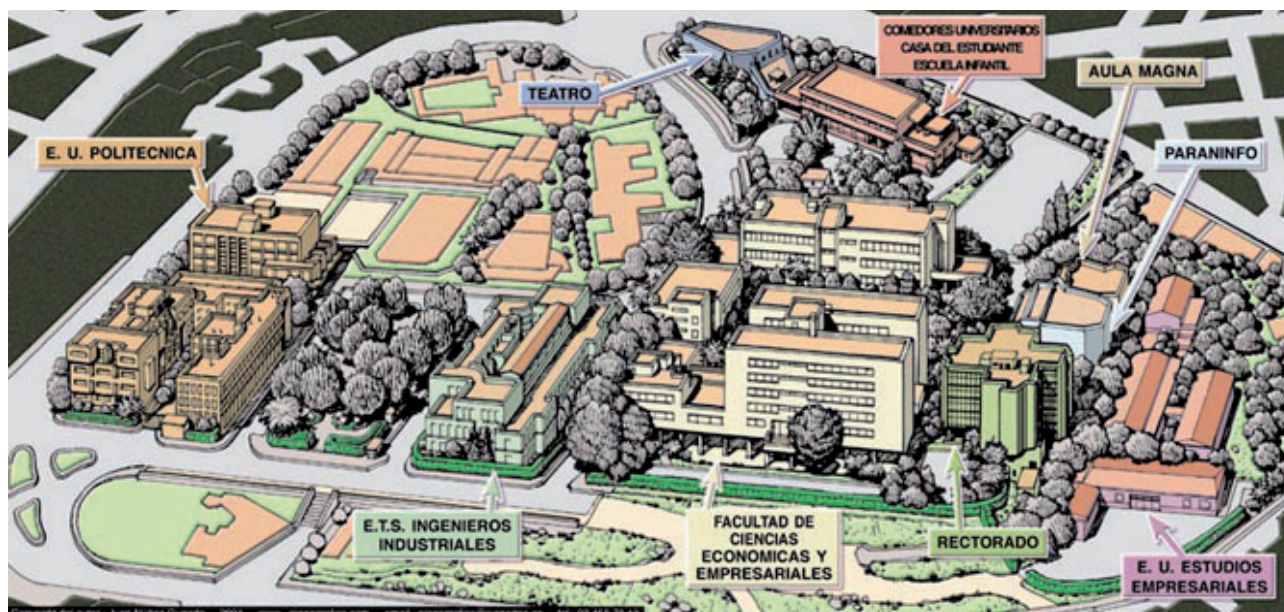 COMEDORES UNIVERSITARIOS
CASA DEL ESTUDIANTE
ESCUELA INFANTIL
TEATRO
AULA MAGNA
E. U. POLITECNICA
PARANINFO
E.T.S. INGENIEROS
INDUSTRIALES
FACULTAD DE
CIENCIAS
ECONOMICAS Y
EMPRESARIALES
RECTORADO
E. U. ESTUDIOS
EMPRESARIALES